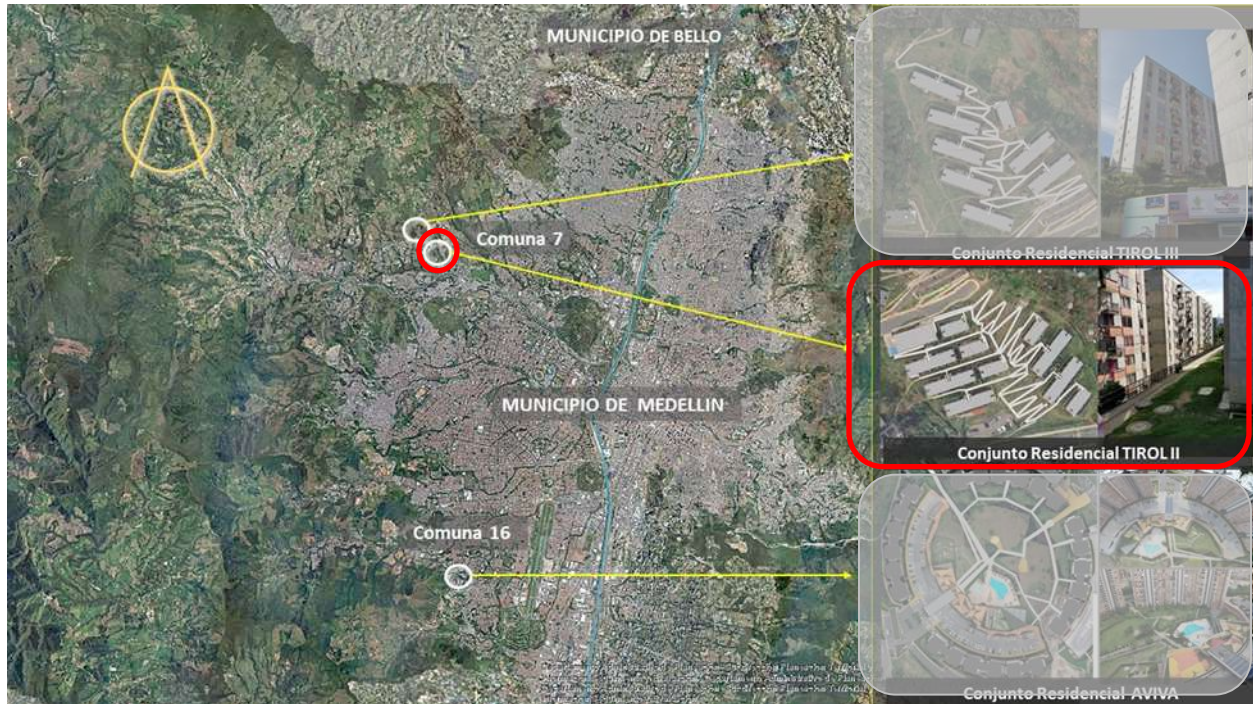 MUNICIPIO DE BELLO
Comuna 7
MUNICIPIO DE MEDELLIN
Comuna 16
Conjunto Residencial TIROL III
Conjunto Residencial TIROL II
Conjunto Residencial AVIVA